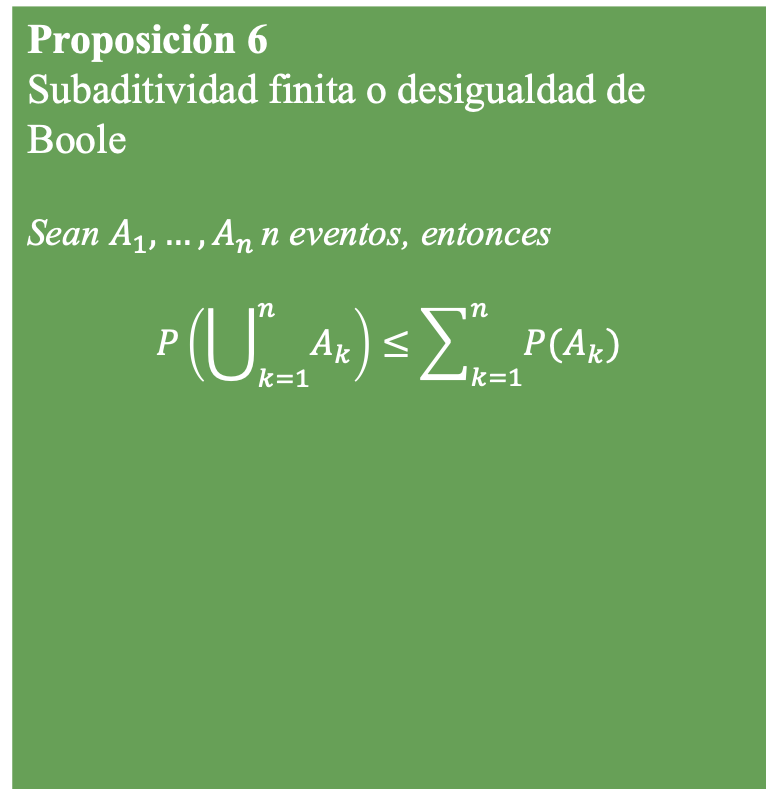 Proposición 6
Subaditividad finita o desigualdad de
Boole
Sean A₁, … , Aₙ n eventos, entonces
P(⋃ₖ₌₁ⁿ Aₖ) ≤ ∑ₖ₌₁ⁿ P(Aₖ)